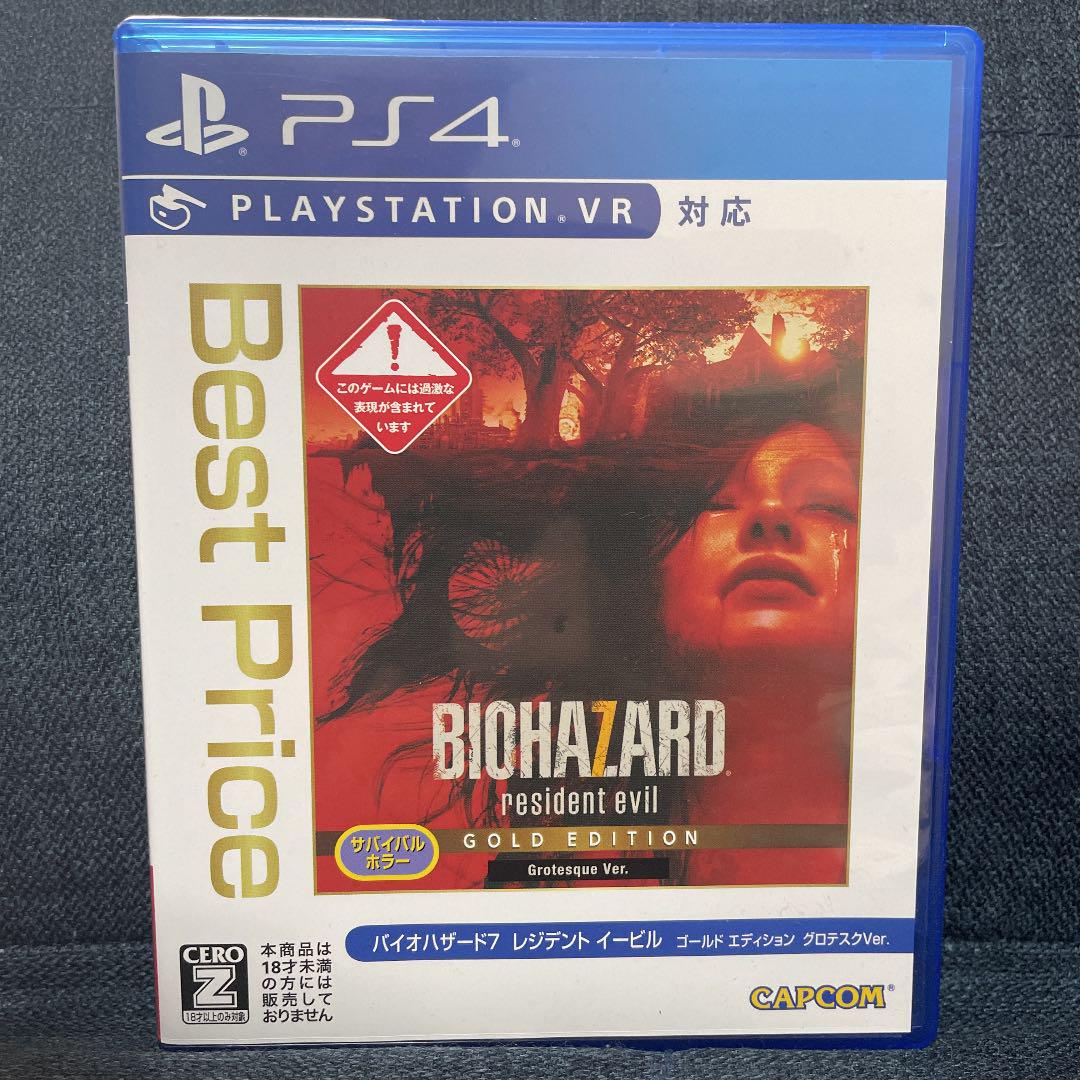 PS4®
PLAYSTATION® VR 対応
Best Price
このゲームには過激な
表現が含まれて
います
BIOHAZARD®
resident evil
GOLD EDITION
Grotesque Ver.
サバイバル
ホラー
バイオハザード7 レジデント イービル ゴールド エディション グロテスクVer.
CERO
Z
18才以上のみ対象
本商品は
18才未満
の方には
販売して
おりません
CAPCOM®